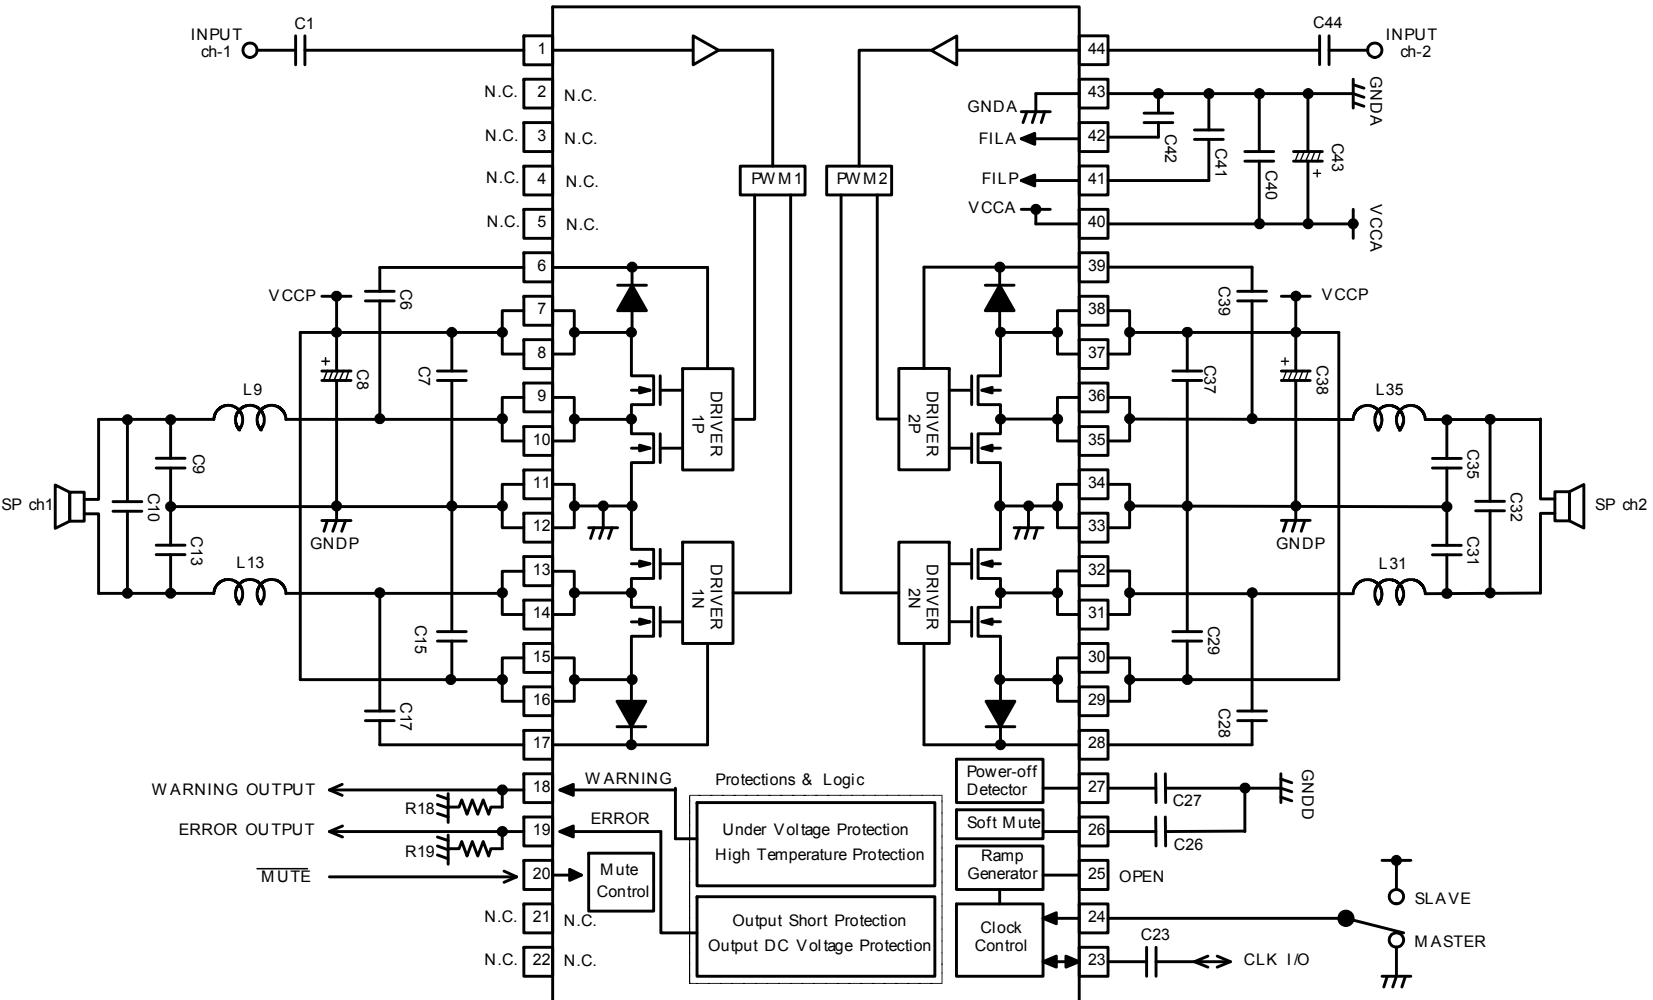 INPUT
ch-1
C1
1
C44
INPUT
ch-2
44
N.C.
2
N.C.
GNDA
43
GNDA
N.C.
3
N.C.
FILA
42
C42
C41
C40
C43
+
N.C.
4
N.C.
PWM1
PWM2
FILP
41
N.C.
5
N.C.
VCCA
40
VCCA
6
39
VCCP
C6
7
38
C39
VCCP
+
C8
C7
8
37
C37
+
C38
L9
9
DRIVER
1P
DRIVER
2P
36
L35
10
35
C9
11
34
C35
SP ch1
C10
GNDP
12
33
GNDP
C32
SP ch2
C13
L13
13
DRIVER
1N
DRIVER
2N
32
L31
C31
14
31
C15
15
30
C29
16
29
C17
17
28
C28
WARNING OUTPUT
R18
18
WARNING
Protections & Logic
Power-off
Detector
27
C27
GNDD
ERROR OUTPUT
R19
19
ERROR
Under Voltage Protection
High Temperature Protection
Soft Mute
26
C26
MUTE
20
Mute
Control
Ramp
Generator
25
OPEN
N.C.
21
N.C.
Output Short Protection
Output DC Voltage Protection
Clock
Control
24
SLAVE
MASTER
N.C.
22
N.C.
23
C23
CLK I/O